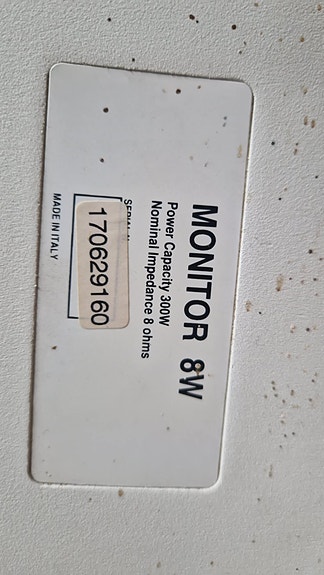 MONITOR 8W
Power Capacity 300W
Nominal Impedance 8 ohms
170629160
MADE IN ITALY